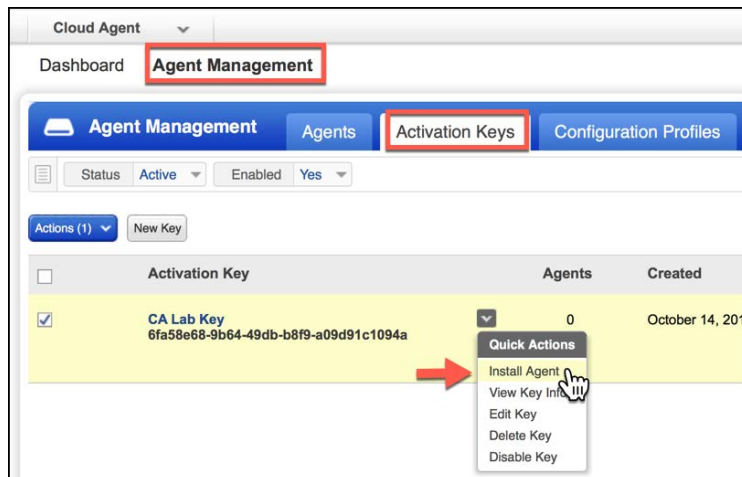 Cloud Agent
Dashboard Agent Management
Agent Management Agents Activation Keys Configuration Profiles
Status Active Enabled Yes
Actions (1) New Key
Activation Key Agents Created
CA Lab Key 0 October 14, 201
6fa58e68-9b64-49db-b8f9-a09d91c1094a
Quick Actions
Install Agent
View Key Info
Edit Key
Delete Key
Disable Key